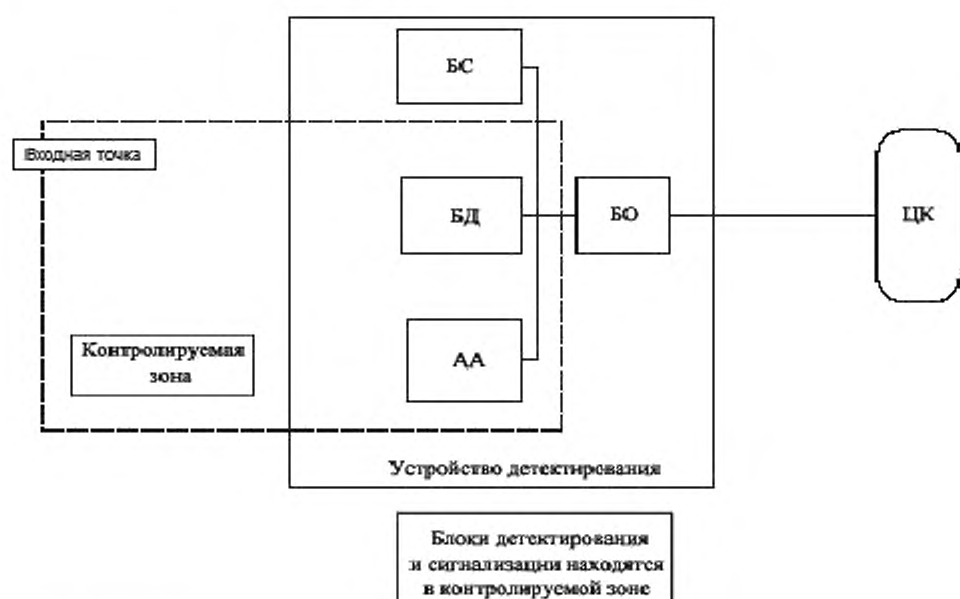 БС
Входная точка
БД
БО
ЦК
Контролируемая
зона
АА
Устройство детектирования
Блоки детектирования
и сигнализации находятся
в контролируемой зоне